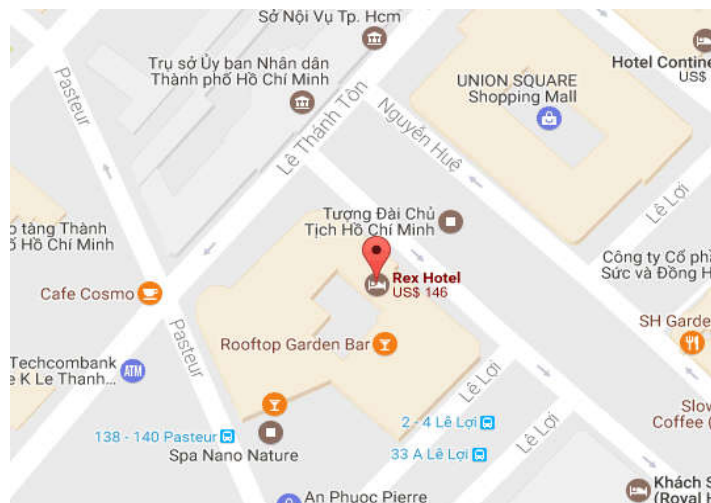 Sở Nội Vụ Tp. Hcm
Trụ sở Ủy ban Nhân dân
Thành phố Hồ Chí Minh
Pasteur
Lê Thánh Tôn
UNION SQUARE
Shopping Mall
Hotel Contine
US$
Nguyễn Huệ
Lê Lợi
Tượng Đài Chủ
Tịch Hồ Chí Minh
o tàng Thành
ố Hồ Chí Minh
Công ty Cổ ph
Sức và Đồng H
Rex Hotel
US$ 146
Cafe Cosmo
Pasteur
Rooftop Garden Bar
SH Garde
Techcombank
e K Le Thanh...
ATM
Lê Lợi
Slow
Coffee (
2 - 4 Lê Lợi
Lê Lợi
138 - 140 Pasteur
Spa Nano Nature
33 A Lê Lợi
An Phuoc Pierre
Khách S
(Royal H